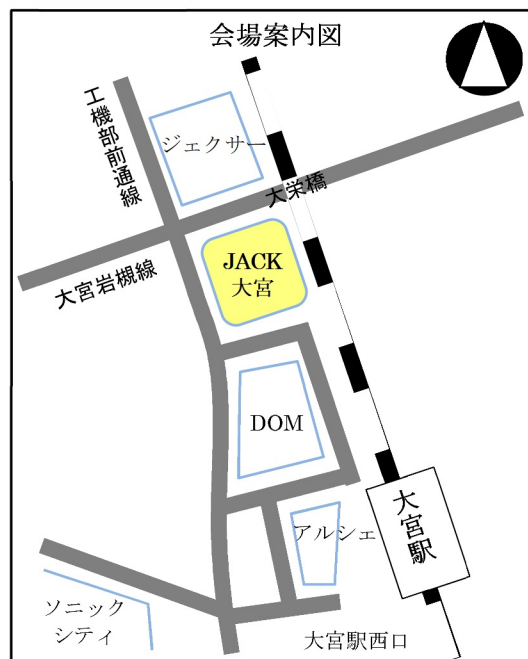 会場案内図
工機部前通線
ジェクサー
大栄橋
大宮岩槻線
JACK
大宮
DOM
アルシェ
大宮駅
ソニック
シティ
大宮駅西口